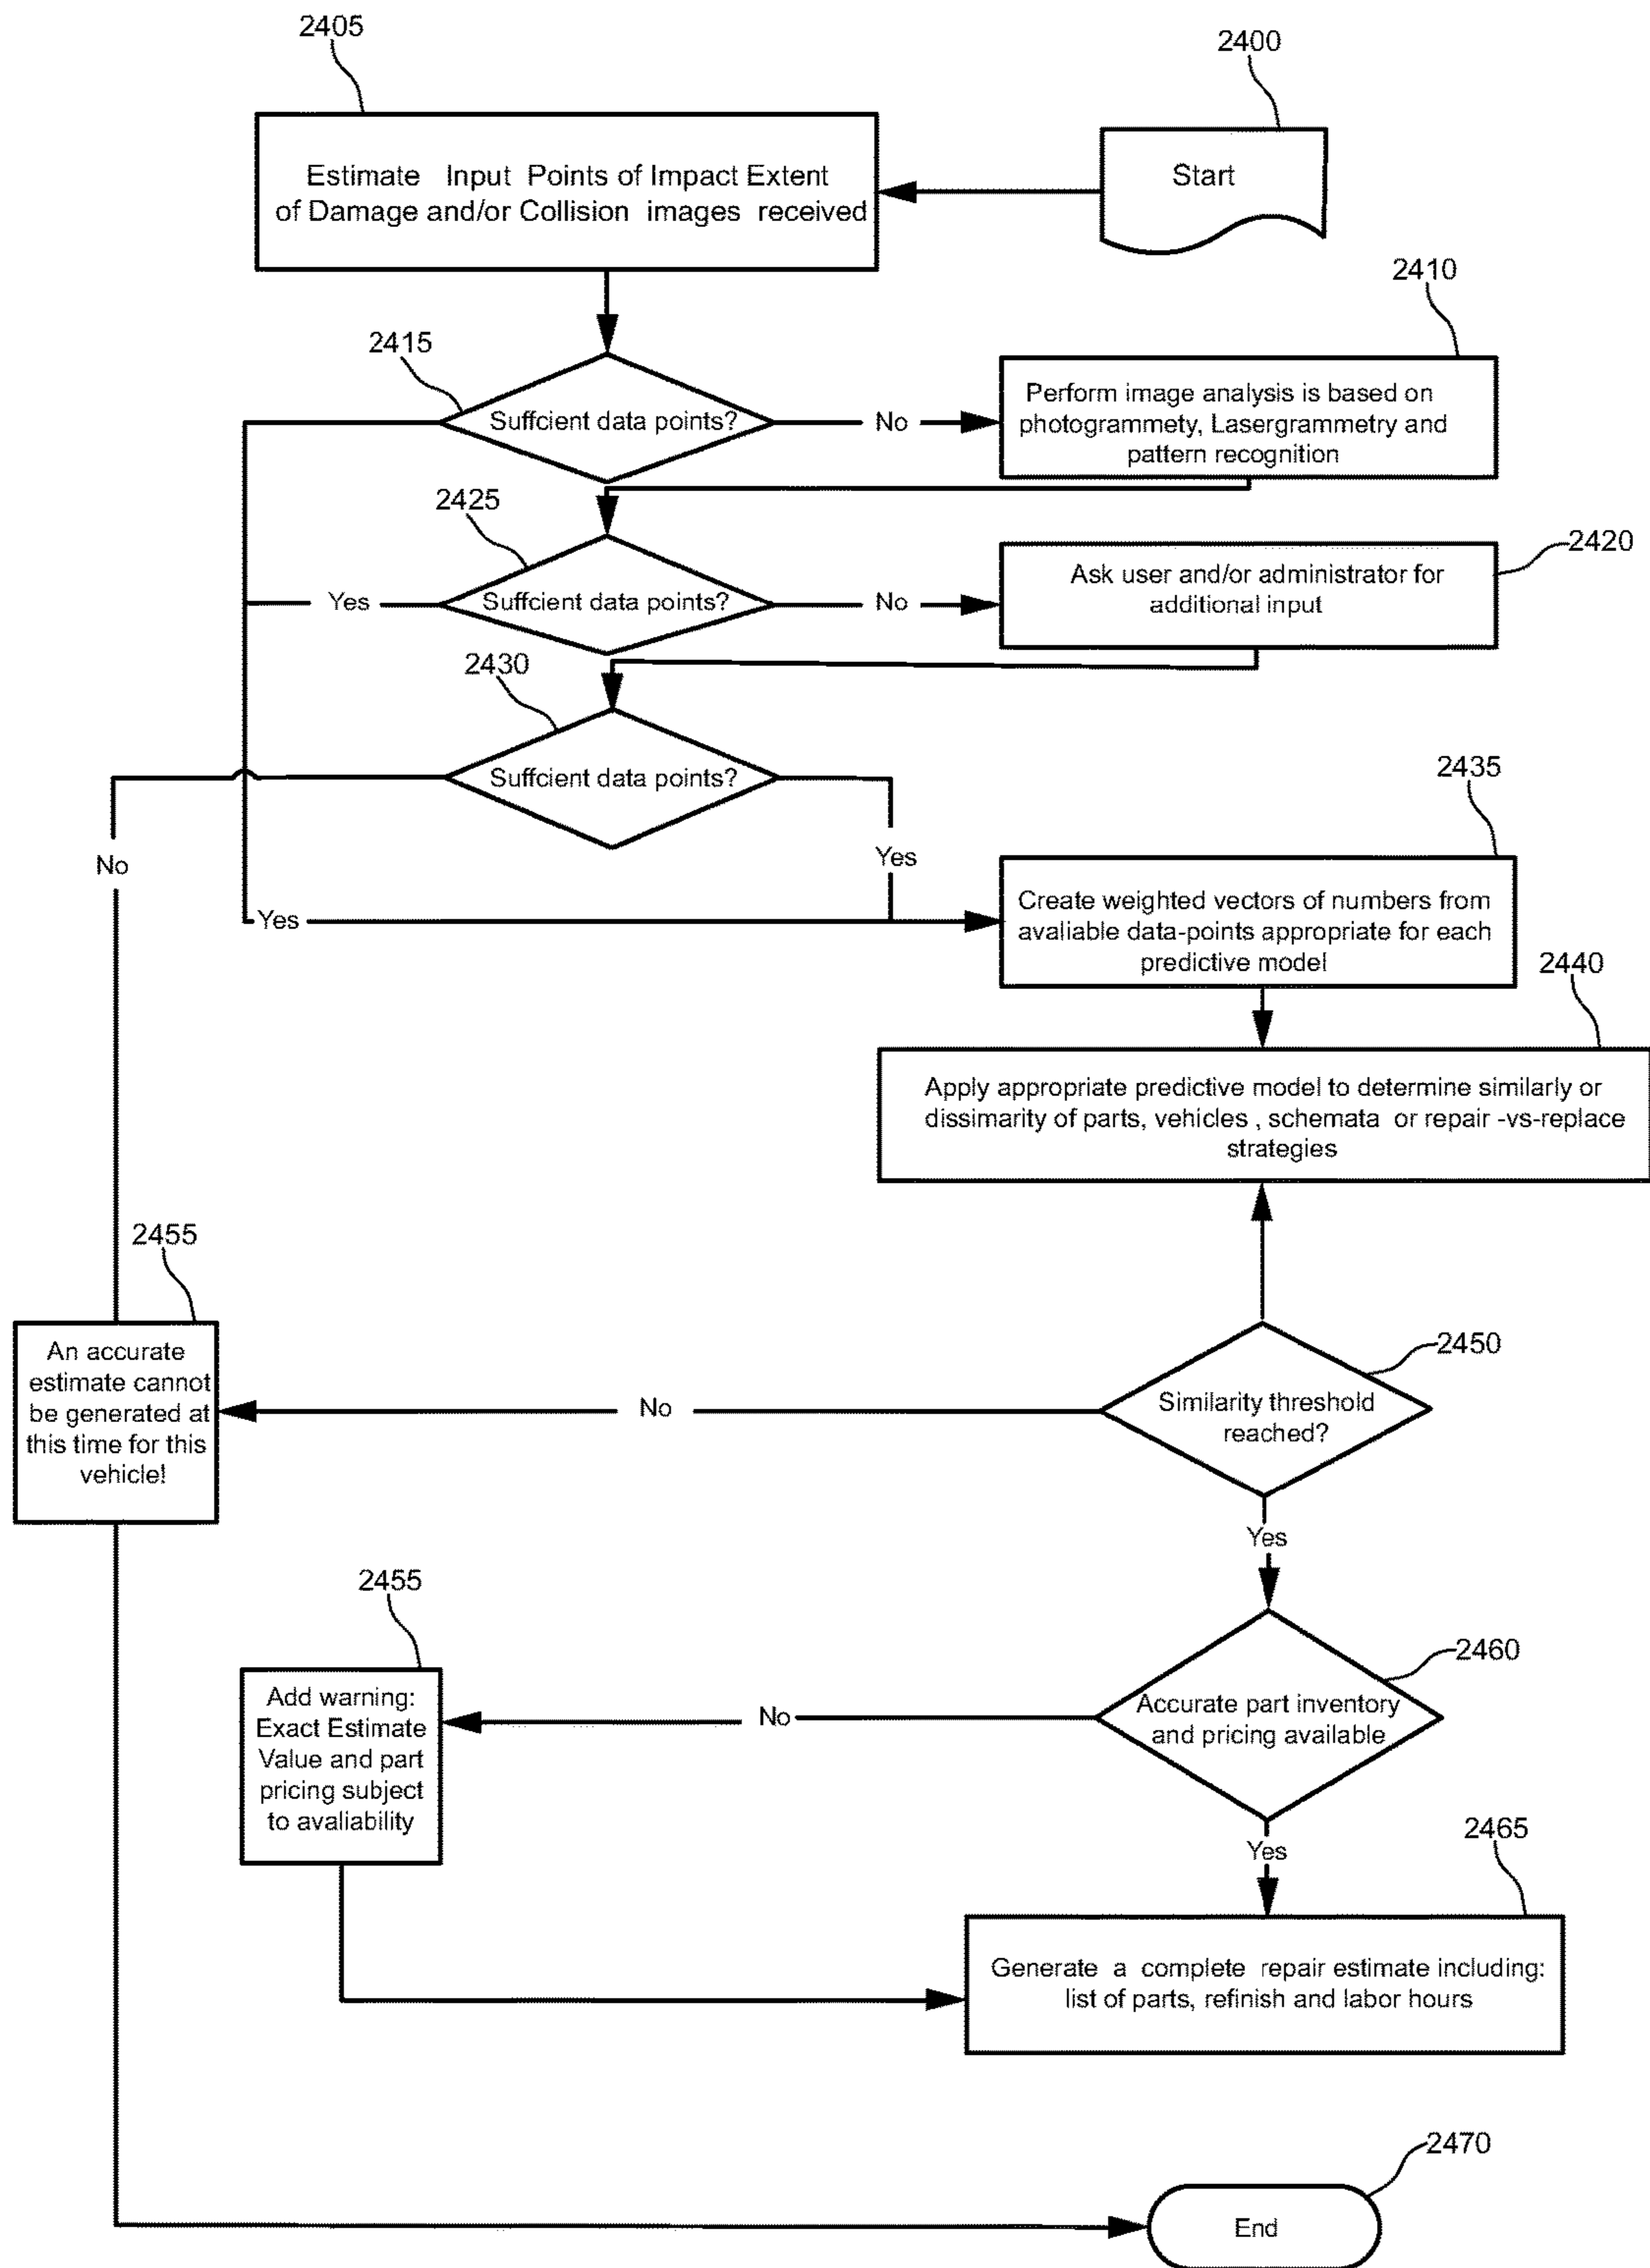 2405
2400
Estimate Input Points of Impact Extent
of Damage and/or Collision images received
Start
2410
2415
Suffcient data points?
No
Perform image analysis is based on
photogrammety, Lasergrammetry and
pattern recognition
2425
2420
Yes
Suffcient data points?
No
Ask user and/or administrator for
additional input
2430
Suffcient data points?
No
Yes
Yes
2435
Create weighted vectors of numbers from
avaliable data-points appropriate for each
predictive model
2440
Apply appropriate predictive model to determine similarly or
dissimarity of parts, vehicles , schemata or repair -vs-replace
strategies
2455
An accurate
estimate cannot
be generated at
this time for this
vehicle!
No
2450
Similarity threshold
reached?
Yes
2455
Add warning:
Exact Estimate
Value and part
pricing subject
to avaliability
No
2460
Accurate part inventory
and pricing available
Yes
2465
Generate a complete repair estimate including:
list of parts, refinish and labor hours
2470
End